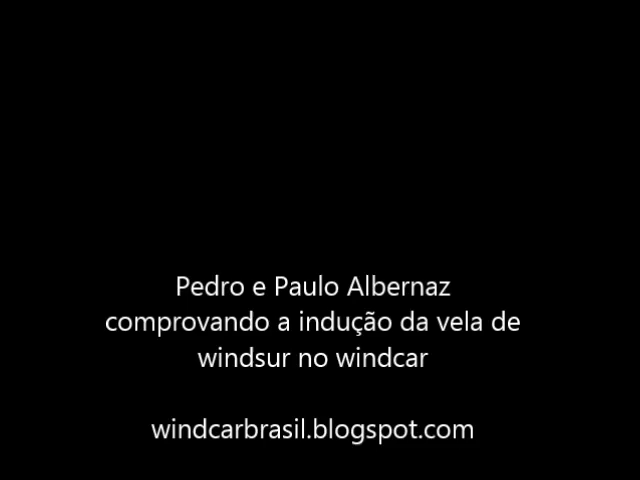 Pedro e Paulo Albernaz
comprovando a indução da vela de
windsur no windcar
windcarbrasil.blogspot.com